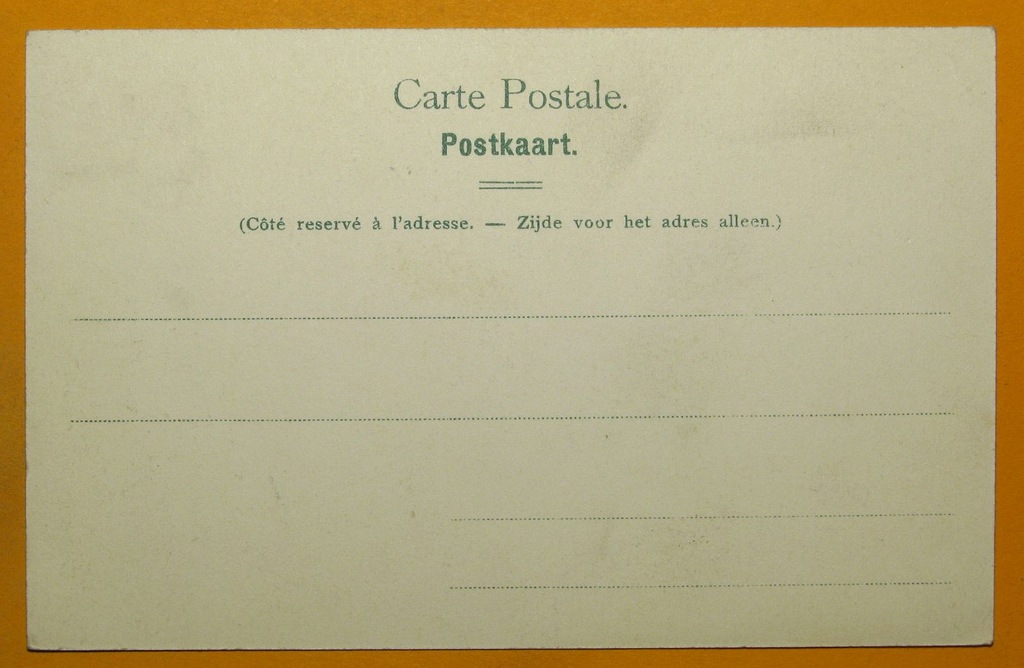 Carte Postale.
Postkaart.
(Côté reservé à l'adresse. — Zijde voor het adres alleen.)